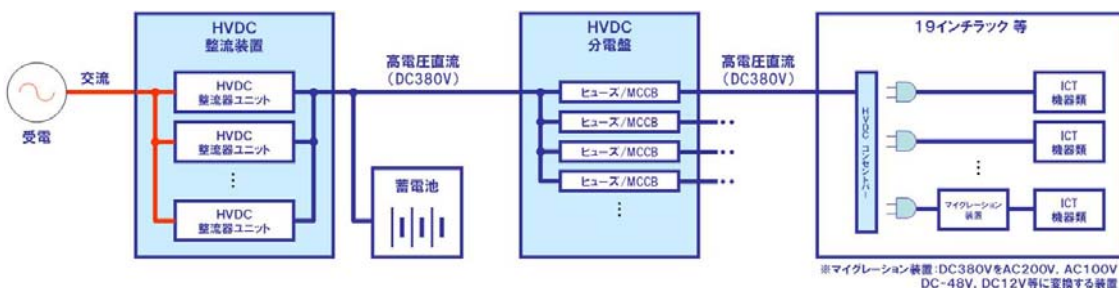 HVDC
整流装置
HVDC
分電盤
19インチラック 等
交流
受電
HVDC
整流器ユニット
HVDC
整流器ユニット
⋮
HVDC
整流器ユニット
高電圧直流
(DC380V)
蓄電池
ヒューズ/MCCB
ヒューズ/MCCB
ヒューズ/MCCB
ヒューズ/MCCB
⋮
高電圧直流
(DC380V)
HVDC コンセントバー
ICT
機器類
ICT
機器類
⋮
マイグレーション
装置
ICT
機器類
※マイグレーション装置:DC380VをAC200V, AC100V
DC-48V, DC12V等に変換する装置